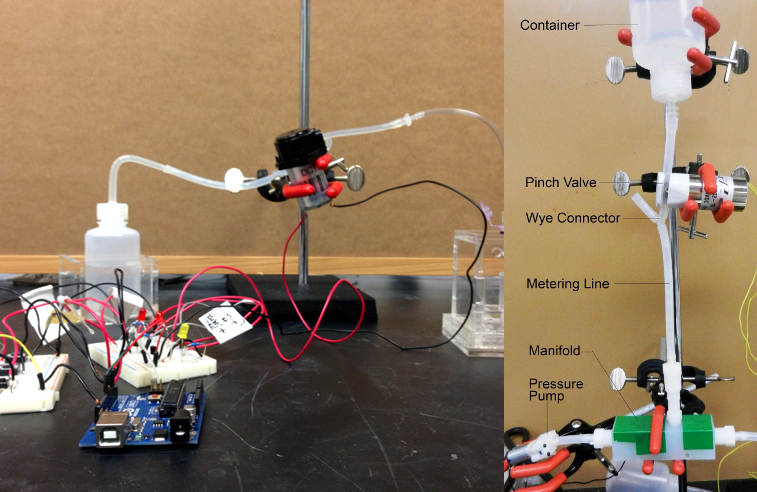 Container
Pinch Valve
Wye Connector
Metering Line
Manifold
Pressure
Pump